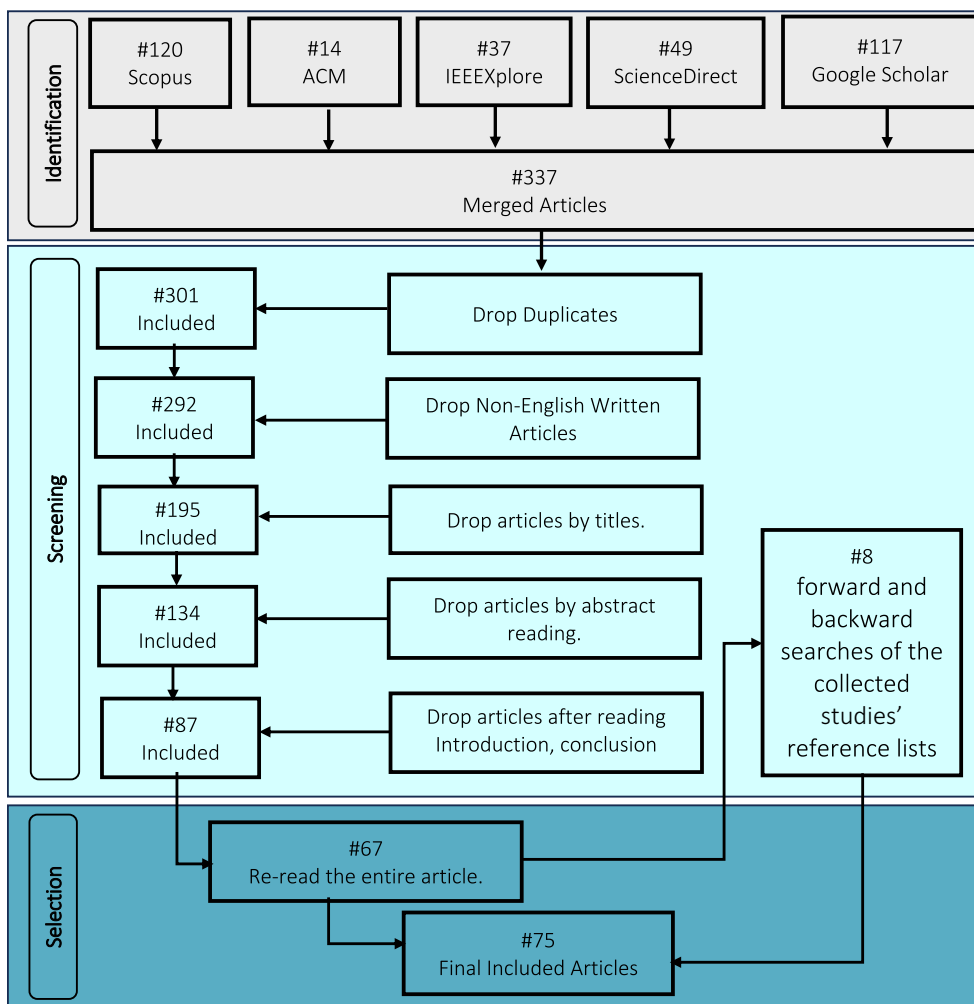 Identification
#120
Scopus
#14
ACM
#37
IEEEXplore
#49
ScienceDirect
#117
Google Scholar
#337
Merged Articles
Screening
#301
Included
Drop Duplicates
#292
Included
Drop Non-English Written
Articles
#195
Included
Drop articles by titles.
#134
Included
Drop articles by abstract
reading.
#87
Included
Drop articles after reading
Introduction, conclusion
#8
forward and
backward
searches of the
collected
studies’
reference lists
Selection
#67
Re-read the entire article.
#75
Final Included Articles